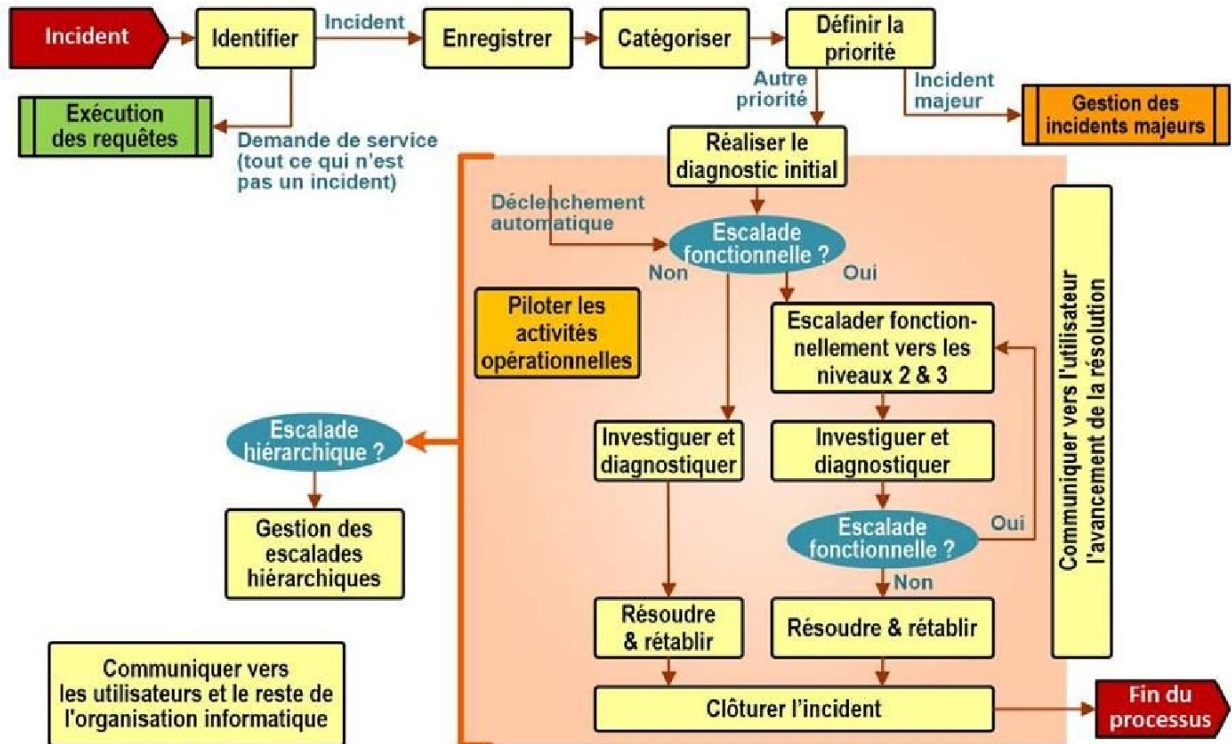 Incident
Identifier
Incident
Enregistrer
Catégoriser
Définir la
priorité
Exécution
des requêtes
Demande de service
(tout ce qui n'est
pas un incident)
Autre
priorité
Incident
majeur
Gestion des
incidents majeurs
Réaliser le
diagnostic initial
Déclenchement
automatique
Escalade
fonctionnelle ?
Non
Oui
Piloter les
activités
opérationnelles
Escalader fonction-
nellement vers les
niveaux 2 & 3
Communiquer vers l'utilisateur
l'avancement de la résolution
Escalade
hiérarchique ?
Investiguer et
diagnostiquer
Investiguer et
diagnostiquer
Gestion des
escalades
hiérarchiques
Escalade
fonctionnelle ?
Oui
Non
Résoudre
& rétablir
Résoudre & rétablir
Communiquer vers
les utilisateurs et le reste de
l'organisation informatique
Clôturer l'incident
Fin du
processus